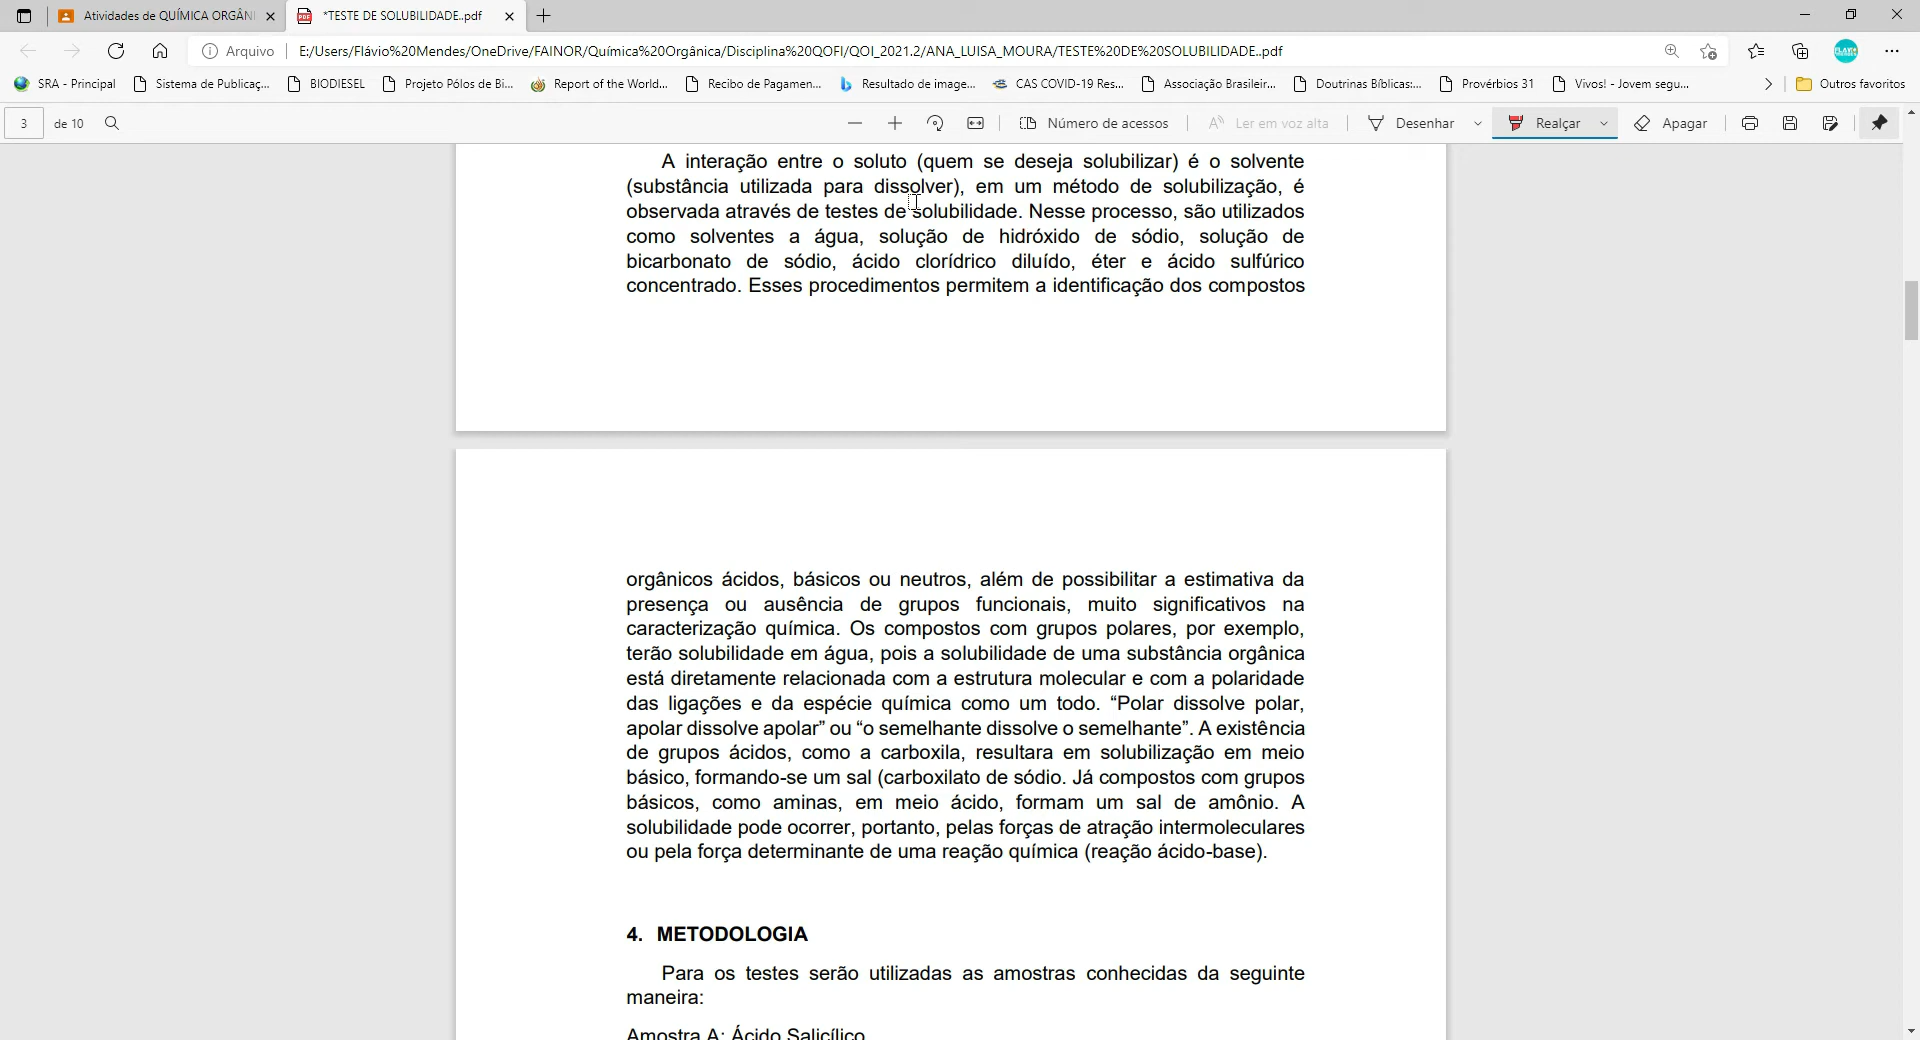 Atividades de QUÍMICA ORGÂNI
*TESTE DE SOLUBILIDADE..pdf
Arquivo
E:/Users/Flávio%20Mendes/OneDrive/FAINOR/Química%20Orgânica/Disciplina%20QOFI/QOI_2021.2/ANA_LUISA_MOURA/TESTE%20DE%20SOLUBILIDADE..pdf
SRA - Principal
Sistema de Publicaç...
BIODIESEL
Projeto Pólos de Bi...
Report of the World...
Recibo de Pagamen...
Resultado de image...
CAS COVID-19 Res...
Associação Brasileir...
Doutrinas Bíblicas:...
Provérbios 31
Vivos! - Jovem segu...
Outros favoritos
3 de 10
Número de acessos
Ler em voz alta
Desenhar
Realçar
Apagar
A interação entre o soluto (quem se deseja solubilizar) é o solvente
(substância utilizada para dissolver), em um método de solubilização, é
observada através de testes de solubilidade. Nesse processo, são utilizados
como solventes a água, solução de hidróxido de sódio, solução de
bicarbonato de sódio, ácido clorídrico diluído, éter e ácido sulfúrico
concentrado. Esses procedimentos permitem a identificação dos compostos
orgânicos ácidos, básicos ou neutros, além de possibilitar a estimativa da
presença ou ausência de grupos funcionais, muito significativos na
caracterização química. Os compostos com grupos polares, por exemplo,
terão solubilidade em água, pois a solubilidade de uma substância orgânica
está diretamente relacionada com a estrutura molecular e com a polaridade
das ligações e da espécie química como um todo. “Polar dissolve polar,
apolar dissolve apolar” ou “o semelhante dissolve o semelhante”. A existência
de grupos ácidos, como a carboxila, resultara em solubilização em meio
básico, formando-se um sal (carboxilato de sódio. Já compostos com grupos
básicos, como aminas, em meio ácido, formam um sal de amônio. A
solubilidade pode ocorrer, portanto, pelas forças de atração intermoleculares
ou pela força determinante de uma reação química (reação ácido-base).
4. METODOLOGIA
Para os testes serão utilizadas as amostras conhecidas da seguinte
maneira:
Amostra A: Ácido Salicílico